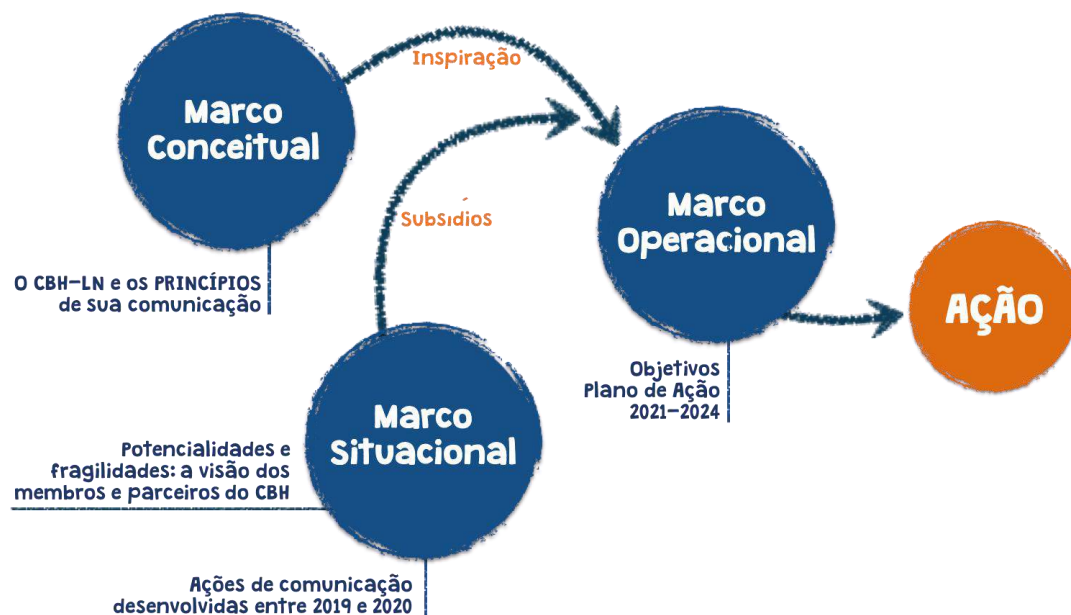 Inspiração
Marco
Conceitual
Subsídios
Marco
Operacional
O CBH-LN e os PRINCÍPIOS
de sua comunicação
AÇÃO
Objetivos
Plano de Ação
2021-2024
Marco
Situacional
Potencialidades e
fragilidades: a visão dos
membros e parceiros do CBH
Ações de comunicação
desenvolvidas entre 2019 e 2020